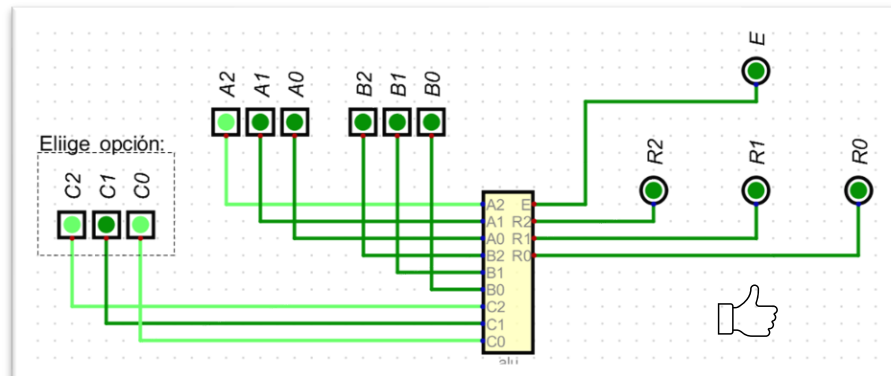 E
A2 A1 A0 B2 B1 B0
R2 R1 R0
Eliige opción:
C2 C1 C0
A2 E
A1 R2
A0 R1
B2 R0
B1
B0
C2
C1
C0
alu